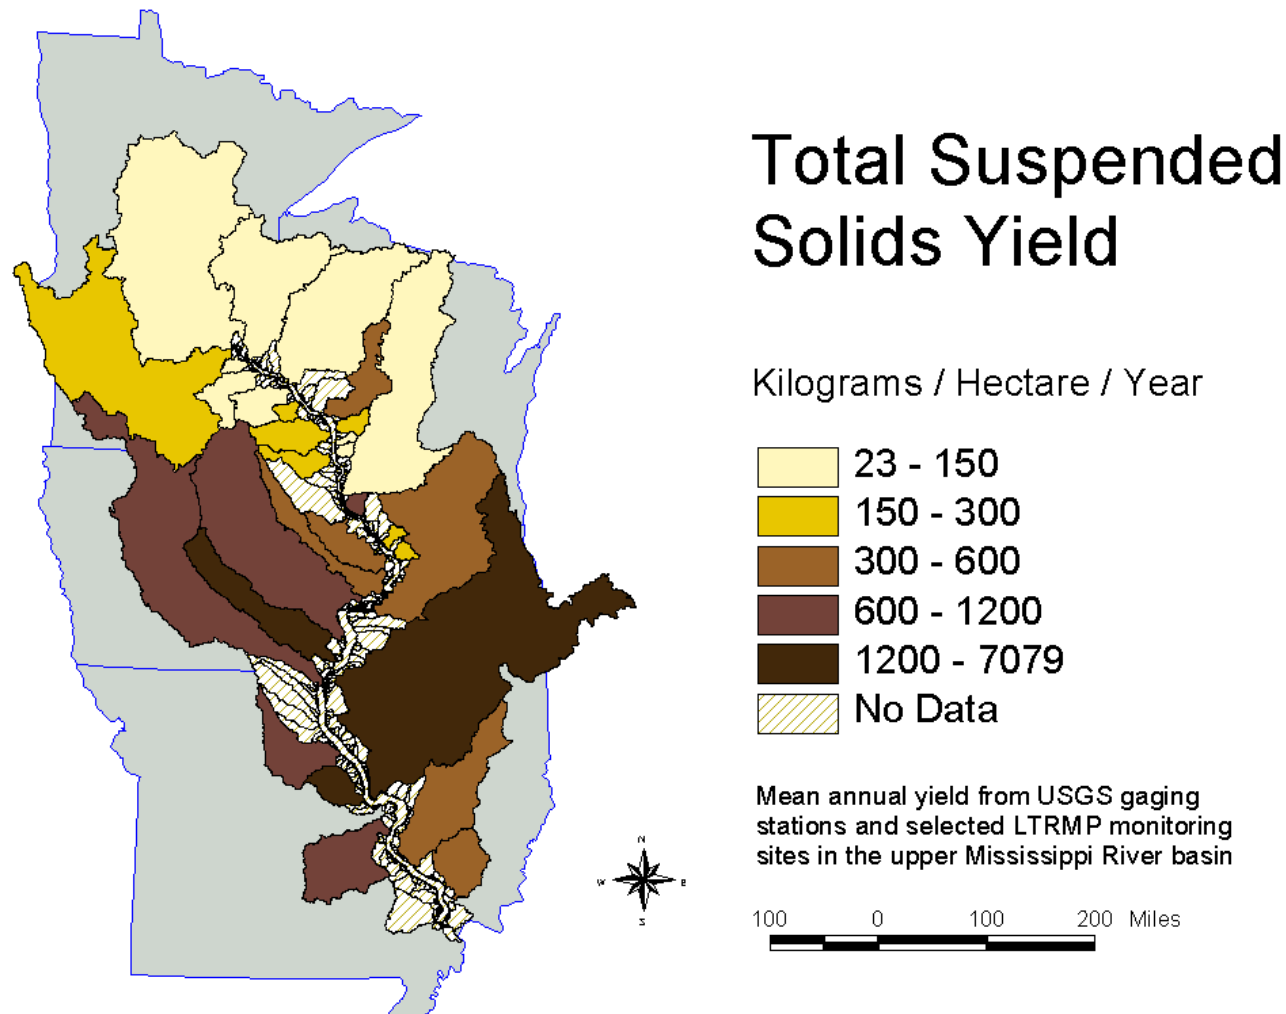 Total Suspended
Solids Yield
Kilograms / Hectare / Year
23 - 150
150 - 300
300 - 600
600 - 1200
1200 - 7079
No Data
Mean annual yield from USGS gaging
stations and selected LTRMP monitoring
sites in the upper Mississippi River basin
N
W E
S
100 0 100 200 Miles